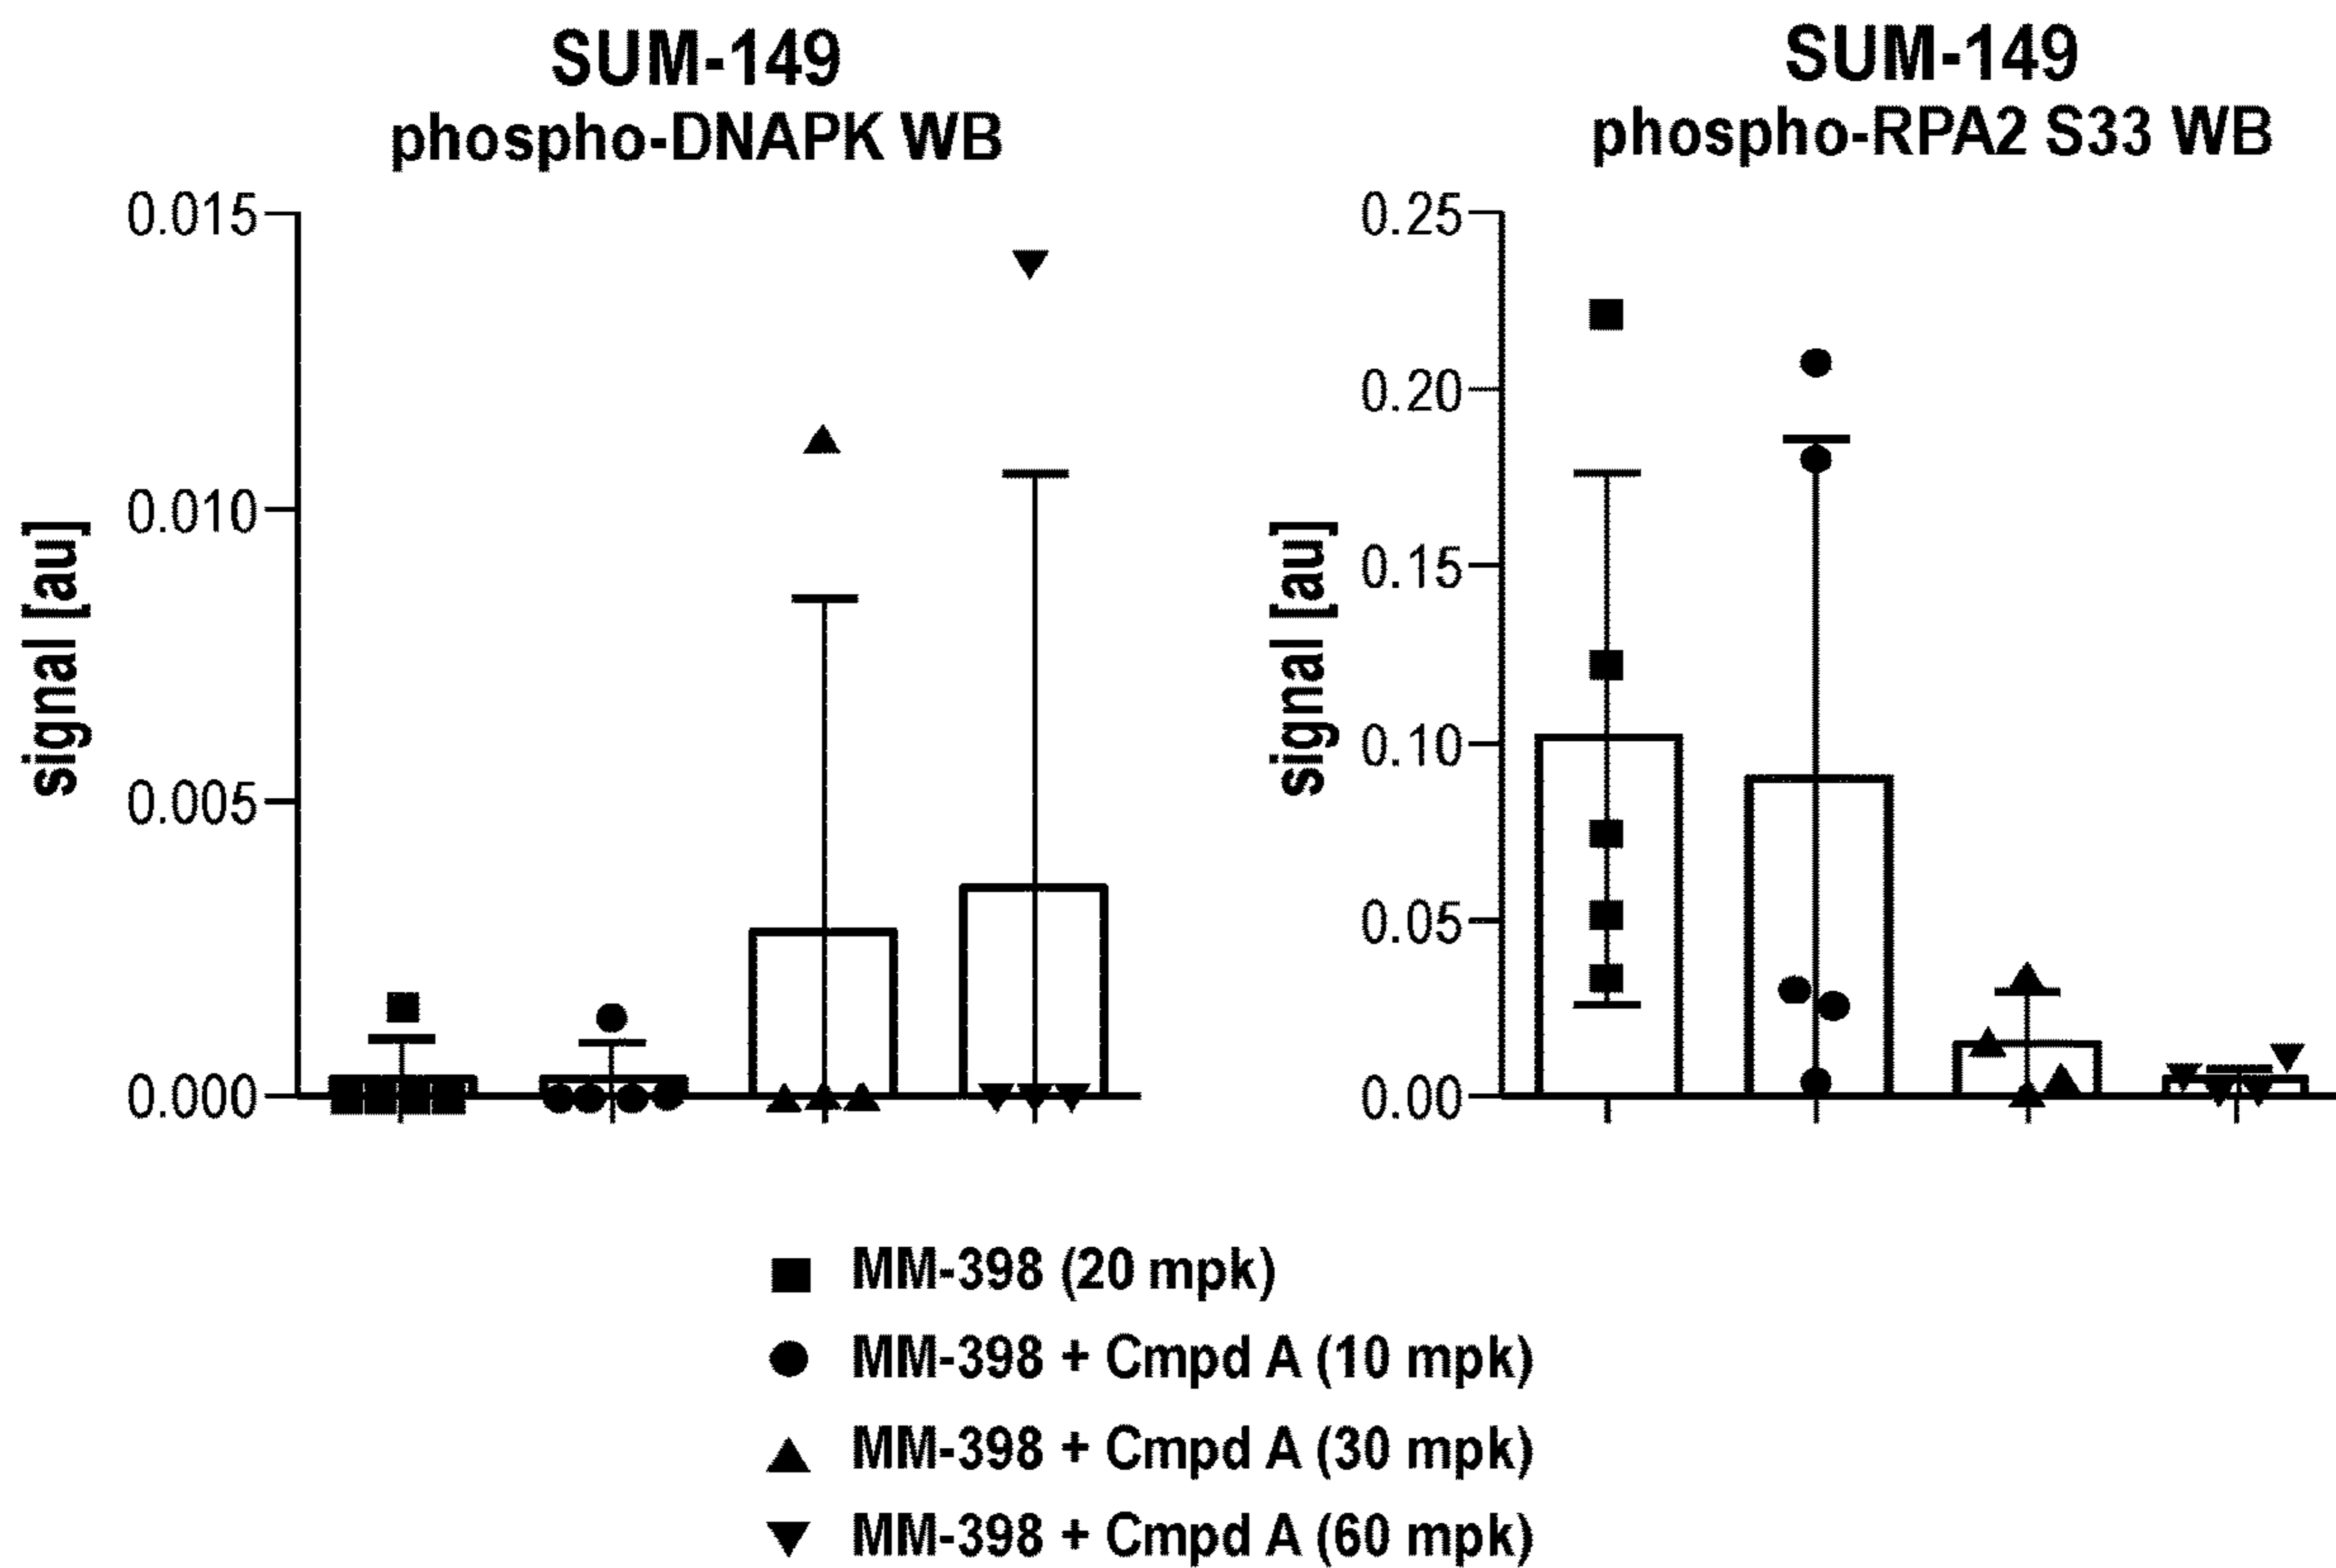 SUM-149
phospho-DNAPK WB
signal [au]
0.015
0.010
0.005
0.000
SUM-149
phospho-RPA2 S33 WB
signal [au]
0.25
0.20
0.15
0.10
0.05
0.00
MM-398 (20 mpk)
MM-398 + Cmpd A (10 mpk)
MM-398 + Cmpd A (30 mpk)
MM-398 + Cmpd A (60 mpk)